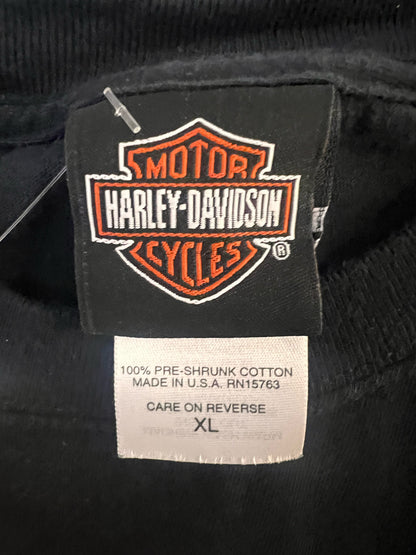 MOTOR
HARLEY-DAVIDSON
CYCLES
®
100% PRE-SHRUNK COTTON
MADE IN U.S.A. RN15763
CARE ON REVERSE
XL